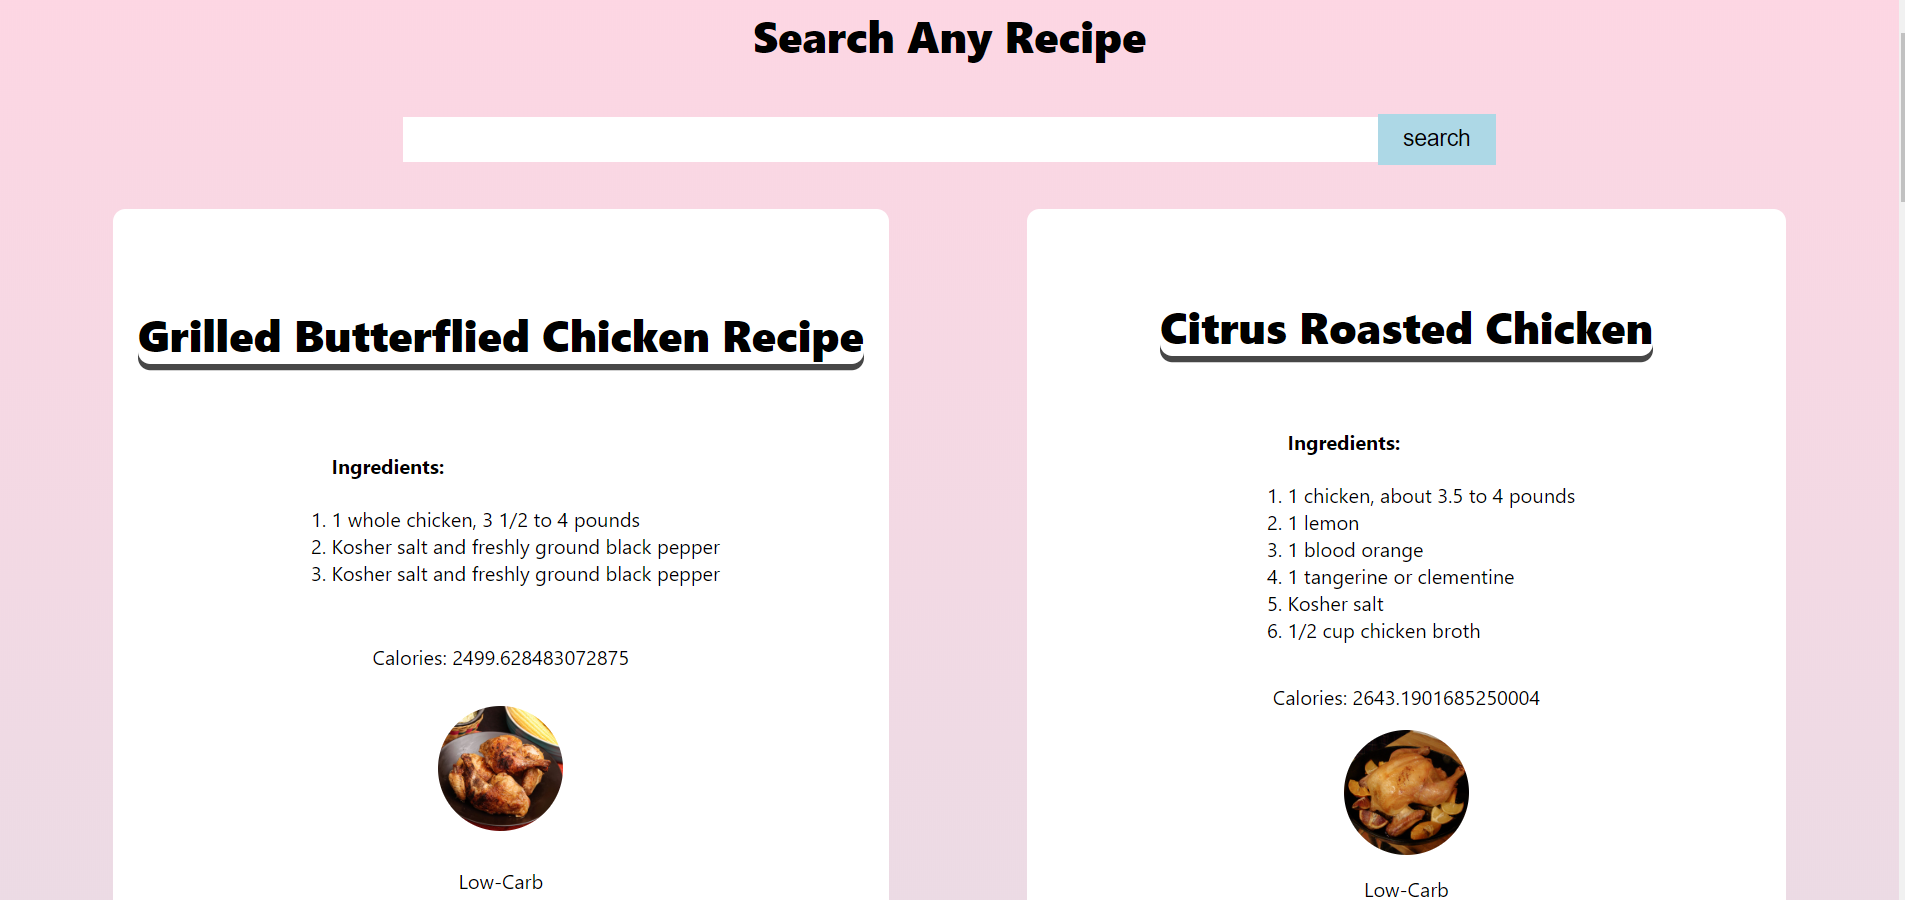 Search Any Recipe
search
Grilled Butterflied Chicken Recipe
Ingredients:
1. 1 whole chicken, 3 1/2 to 4 pounds
2. Kosher salt and freshly ground black pepper
3. Kosher salt and freshly ground black pepper
Calories: 2499.628483072875
Low-Carb
Citrus Roasted Chicken
Ingredients:
1. 1 chicken, about 3.5 to 4 pounds
2. 1 lemon
3. 1 blood orange
4. 1 tangerine or clementine
5. Kosher salt
6. 1/2 cup chicken broth
Calories: 2643.1901685250004
Low-Carb